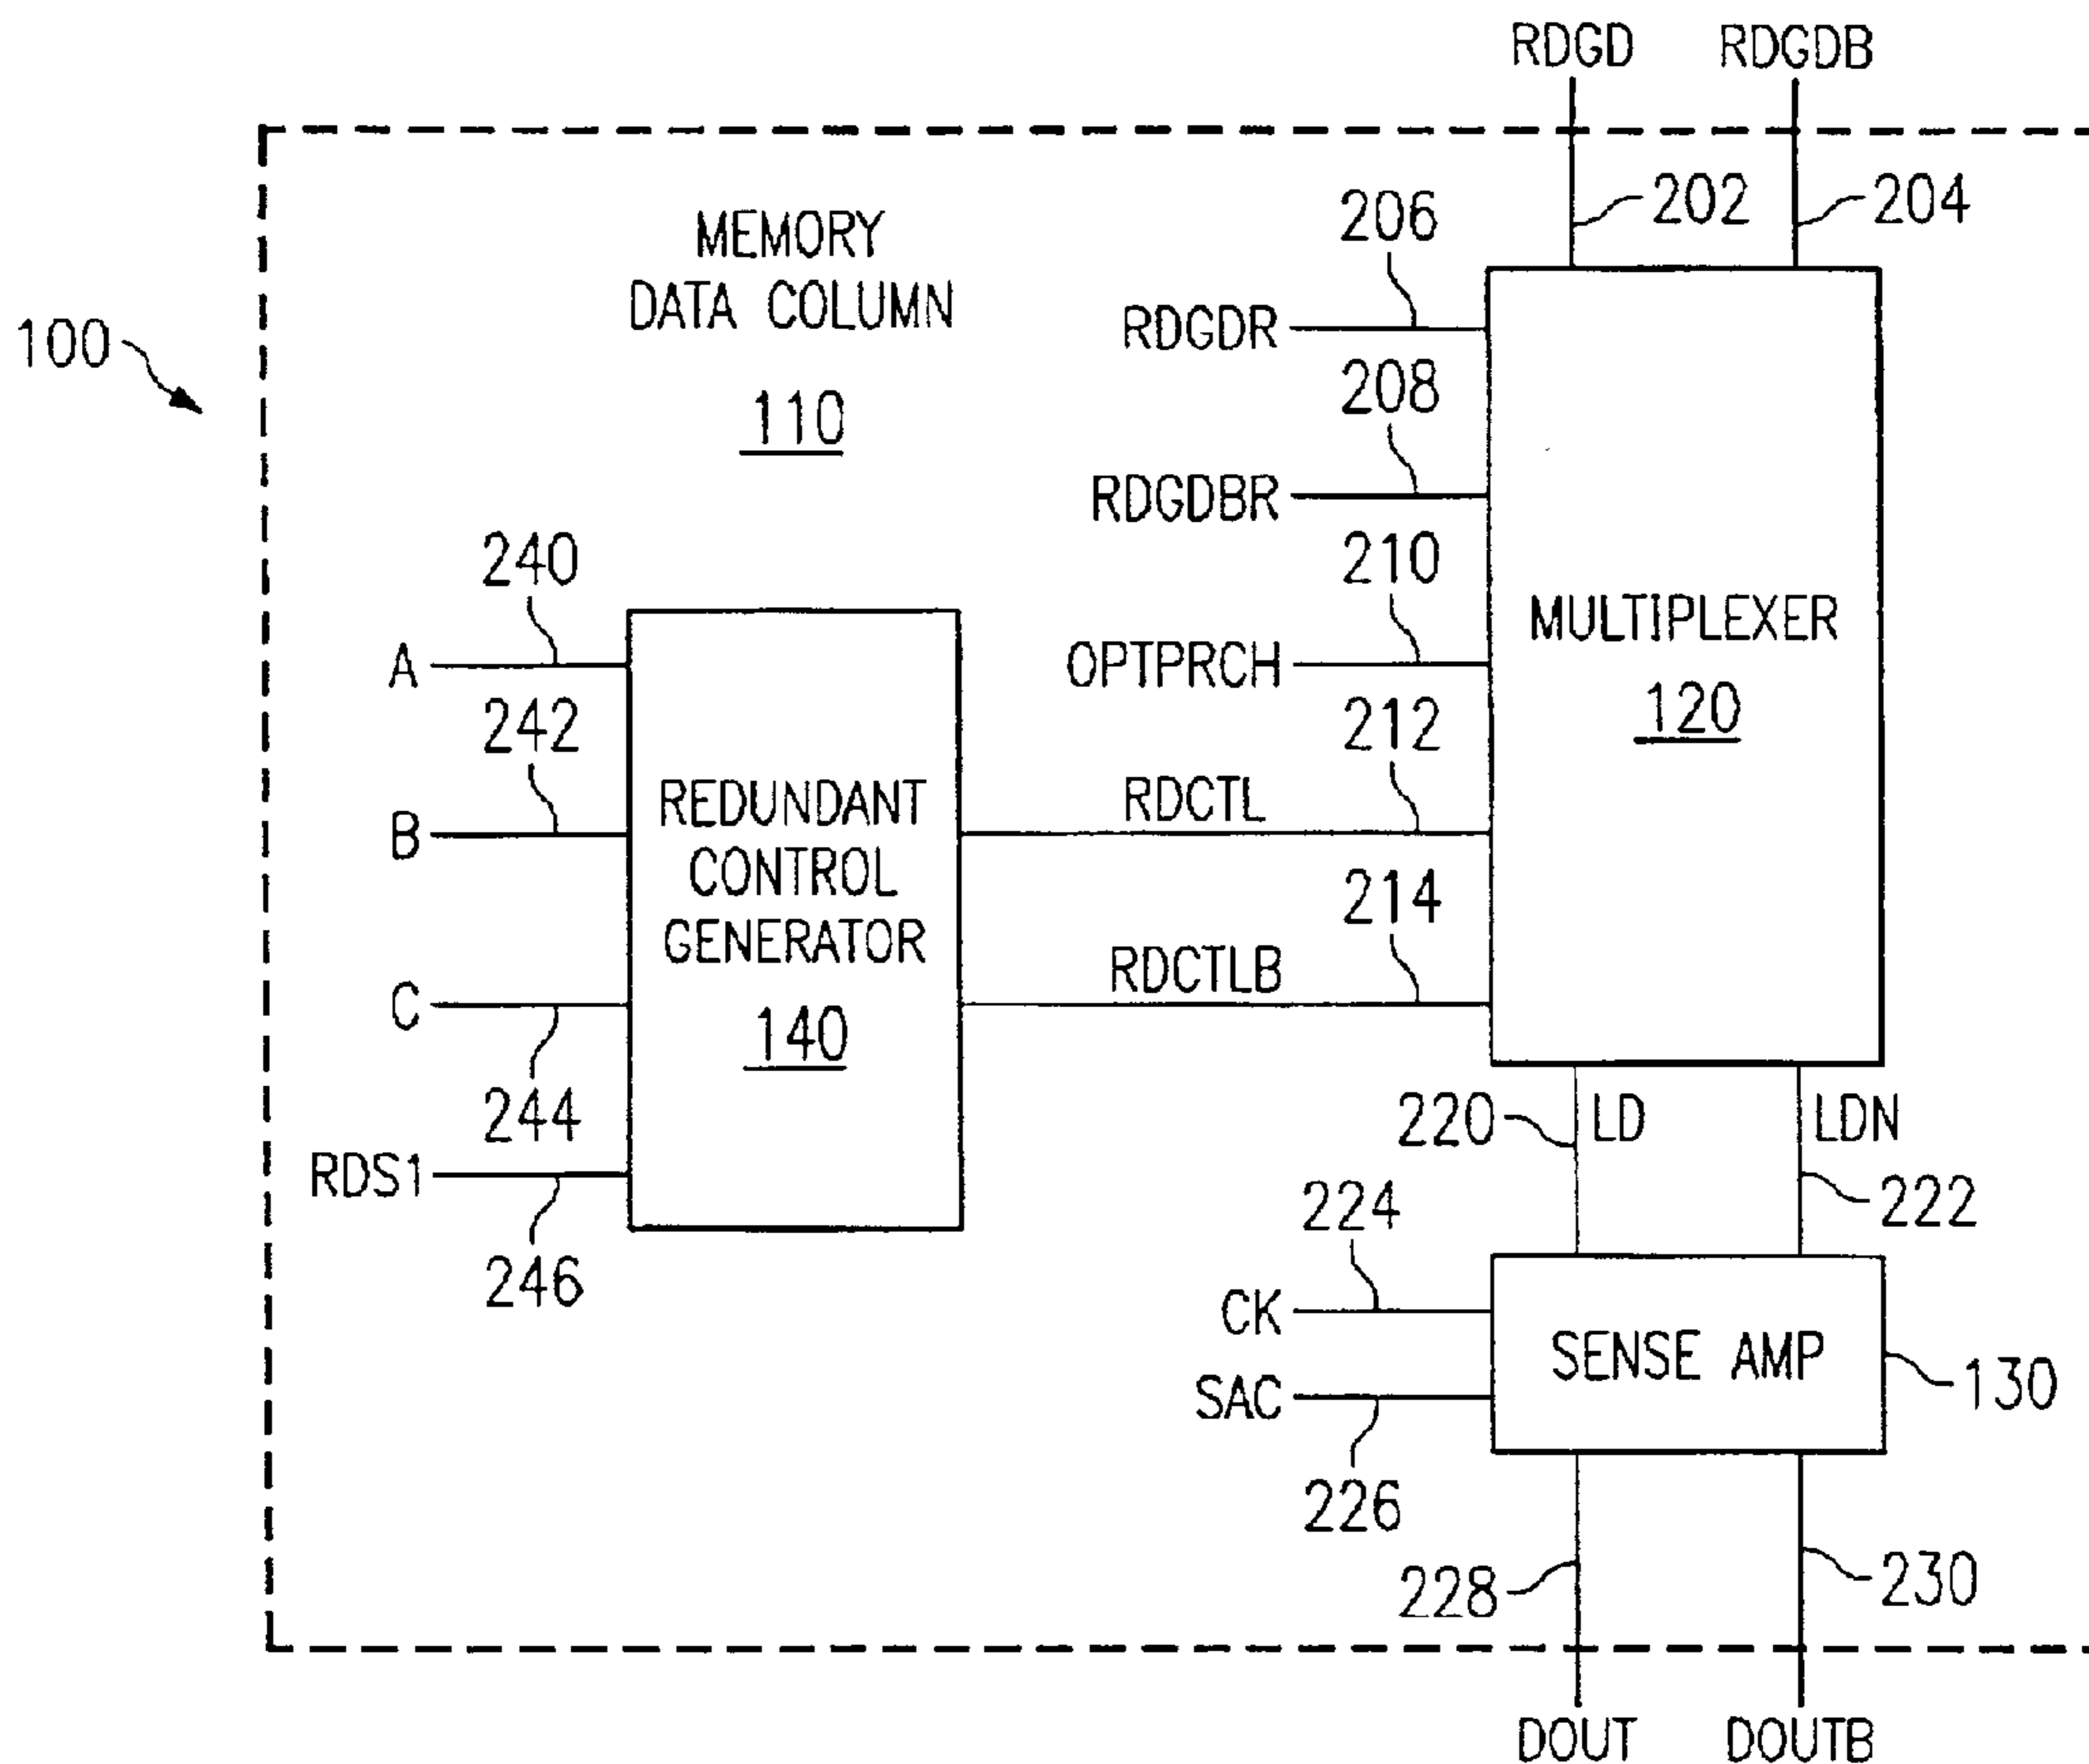 RDGD RDGDB
202 204
206
MEMORY
DATA COLUMN
110
100
RDGDR
208
RDGDBR
210
240
A
OPTPRCH
MULTIPLEXER
120
242
212
B
REDUNDANT
CONTROL
GENERATOR
140
RDCTL
214
RDCTLB
C
244
220 LD LDN
222
RDS1
246
224
CK
SENSE AMP
130
SAC
226
228 230
DOUT DOUTB